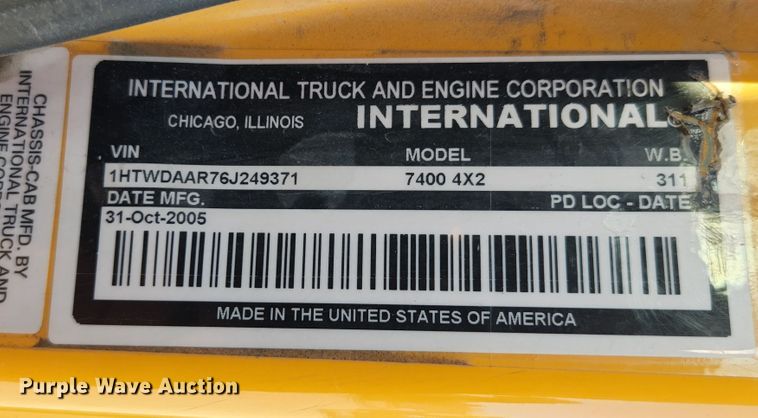 INTERNATIONAL TRUCK AND ENGINE CORPORATION
CHICAGO, ILLINOIS INTERNATIONAL®
VIN MODEL W.B.
1HTWDAAR76J249371 7400 4X2 311
DATE MFG. PD LOC - DATE
31-Oct-2005
MADE IN THE UNITED STATES OF AMERICA
CHASSIS-CAB MFD. BY
INTERNATIONAL TRUCK AND
ENGINE CORP.
Purple Wave Auction